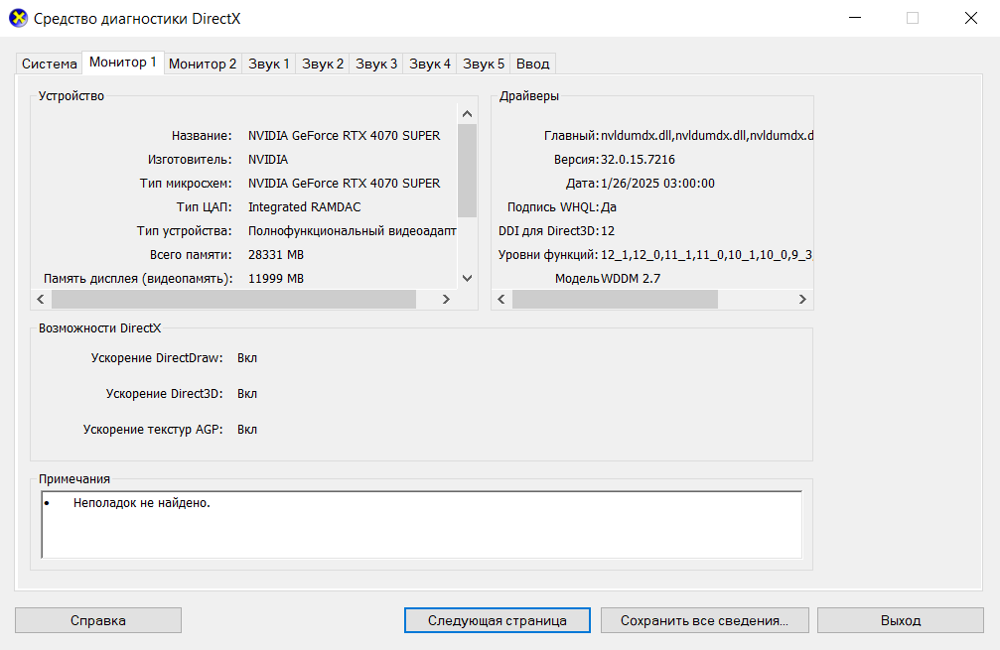 Средство диагностики DirectX
Система Монитор 1 Монитор 2 Звук 1 Звук 2 Звук 3 Звук 4 Звук 5 Ввод
Устройство
Название: NVIDIA GeForce RTX 4070 SUPER
Изготовитель: NVIDIA
Тип микросхем: NVIDIA GeForce RTX 4070 SUPER
Тип ЦАП: Integrated RAMDAC
Тип устройства: Полнофункциональный видеоадапт
Всего памяти: 28331 MB
Память дисплея (видеопамять): 11999 MB
Драйверы
Главный: nvldumdx.dll,nvldumdx.dll,nvldumdx.d
Версия: 32.0.15.7216
Дата: 1/26/2025 03:00:00
Подпись WHQL: Да
DDI для Direct3D: 12
Уровни функций: 12_1,12_0,11_1,11_0,10_1,10_0,9_3,
Модель WDDM 2.7
Возможности DirectX
Ускорение DirectDraw: Вкл
Ускорение Direct3D: Вкл
Ускорение текстур AGP: Вкл
Примечания
• Неполадок не найдено.
Справка Следующая страница Сохранить все сведения... Выход